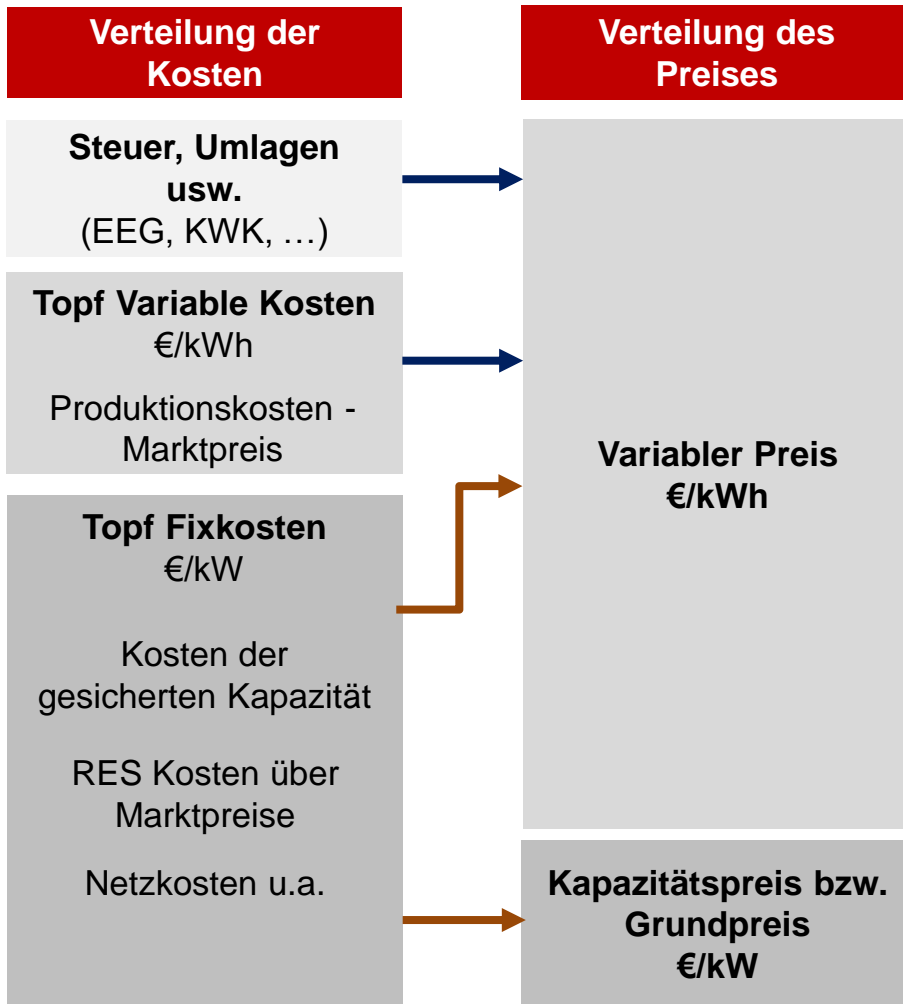 Verteilung der
Kosten
Verteilung des
Preises
Steuer, Umlagen
usw.
(EEG, KWK, …)
Topf Variable Kosten
€/kWh
Produktionskosten -
Marktpreis
Topf Fixkosten
€/kW
Kosten der
gesicherten Kapazität
RES Kosten über
Marktpreise
Netzkosten u.a.
Variabler Preis
€/kWh
Kapazitätspreis bzw.
Grundpreis
€/kW